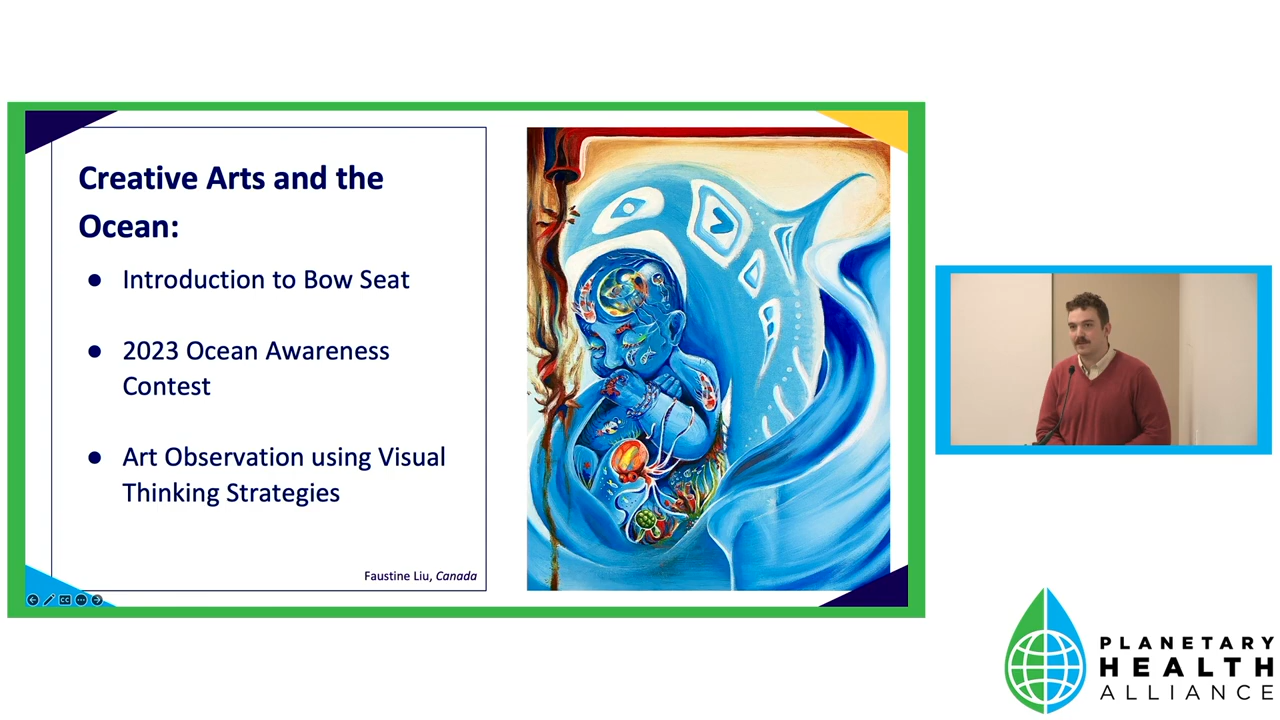 Creative Arts and the
Ocean:
● Introduction to Bow Seat
● 2023 Ocean Awareness
Contest
● Art Observation using Visual
Thinking Strategies
Faustine Liu, Canada
CC
PLANETARY
HEALTH
ALLIANCE